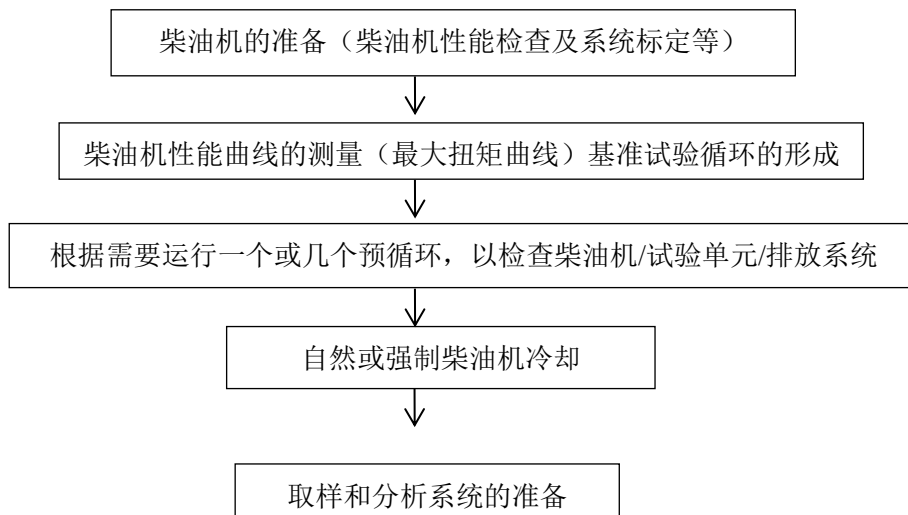 柴油机的准备（柴油机性能检查及系统标定等）
柴油机性能曲线的测量（最大扭矩曲线）基准试验循环的形成
根据需要运行一个或几个预循环，以检查柴油机/试验单元/排放系统
自然或强制柴油机冷却
取样和分析系统的准备